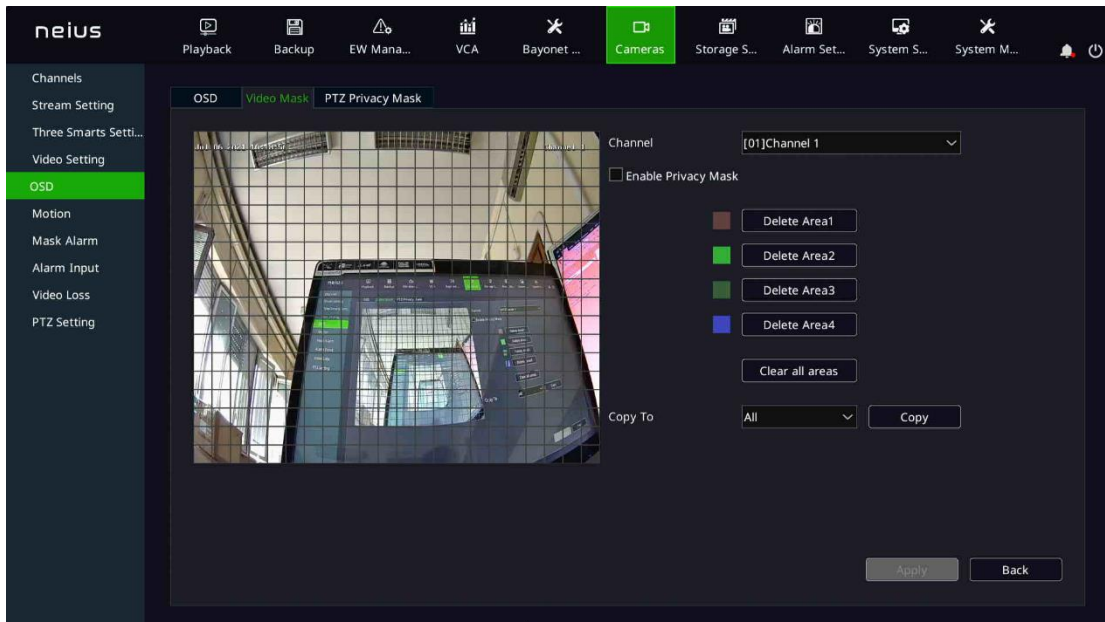 neius
Playback
Backup
EW Mana...
VCA
Bayonet ...
Cameras
Storage S...
Alarm Set...
System S...
System M...
Channels
Stream Setting
Three Smarts Setti...
Video Setting
OSD
Motion
Mask Alarm
Alarm Input
Video Loss
PTZ Setting
OSD
Video Mask
PTZ Privacy Mask
Channel
[01]Channel 1
Enable Privacy Mask
Delete Area1
Delete Area2
Delete Area3
Delete Area4
Clear all areas
Copy To
All
Copy
Apply
Back